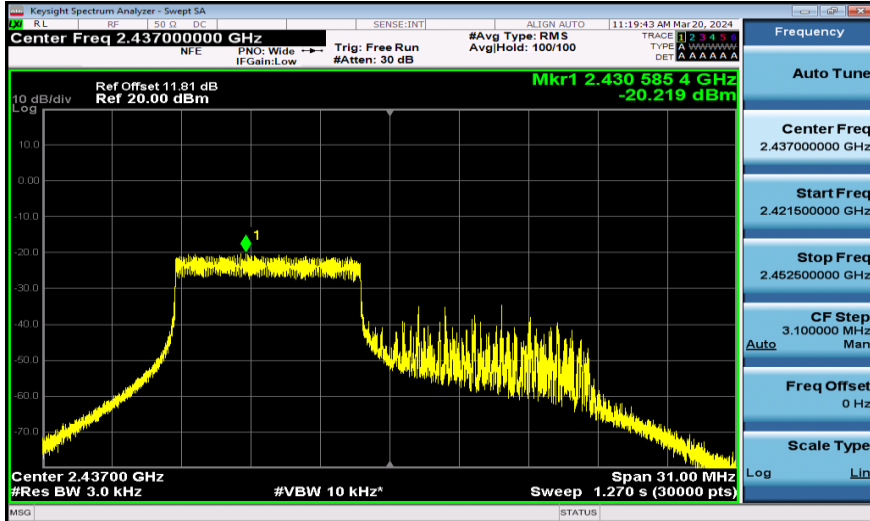 Keysight Spectrum Analyzer - Swept SA
LXI RL RF 50 Ω DC SENSE:INT ALIGN AUTO 11:19:43 AM Mar 20, 2024
Center Freq 2.437000000 GHz
NFE
PNO: Wide
IFGain:Low
Trig: Free Run
#Atten: 30 dB
#Avg Type: RMS
Avg|Hold: 100/100
TRACE 1 2 3 4 5 6
TYPE A WWWWW
DET A A A A A A
Frequency
Auto Tune
Center Freq
2.437000000 GHz
Start Freq
2.421500000 GHz
Stop Freq
2.452500000 GHz
CF Step
3.100000 MHz
Auto Man
Freq Offset
0 Hz
Scale Type
Log Lin
Mkr1 2.430 585 4 GHz
-20.219 dBm
Ref Offset 11.81 dB
10 dB/div Ref 20.00 dBm
Log
10.0
0.00
-10.0
-20.0
-30.0
-40.0
-50.0
-60.0
-70.0
1
Center 2.43700 GHz Span 31.00 MHz
#Res BW 3.0 kHz #VBW 10 kHz* Sweep 1.270 s (30000 pts)
MSG STATUS